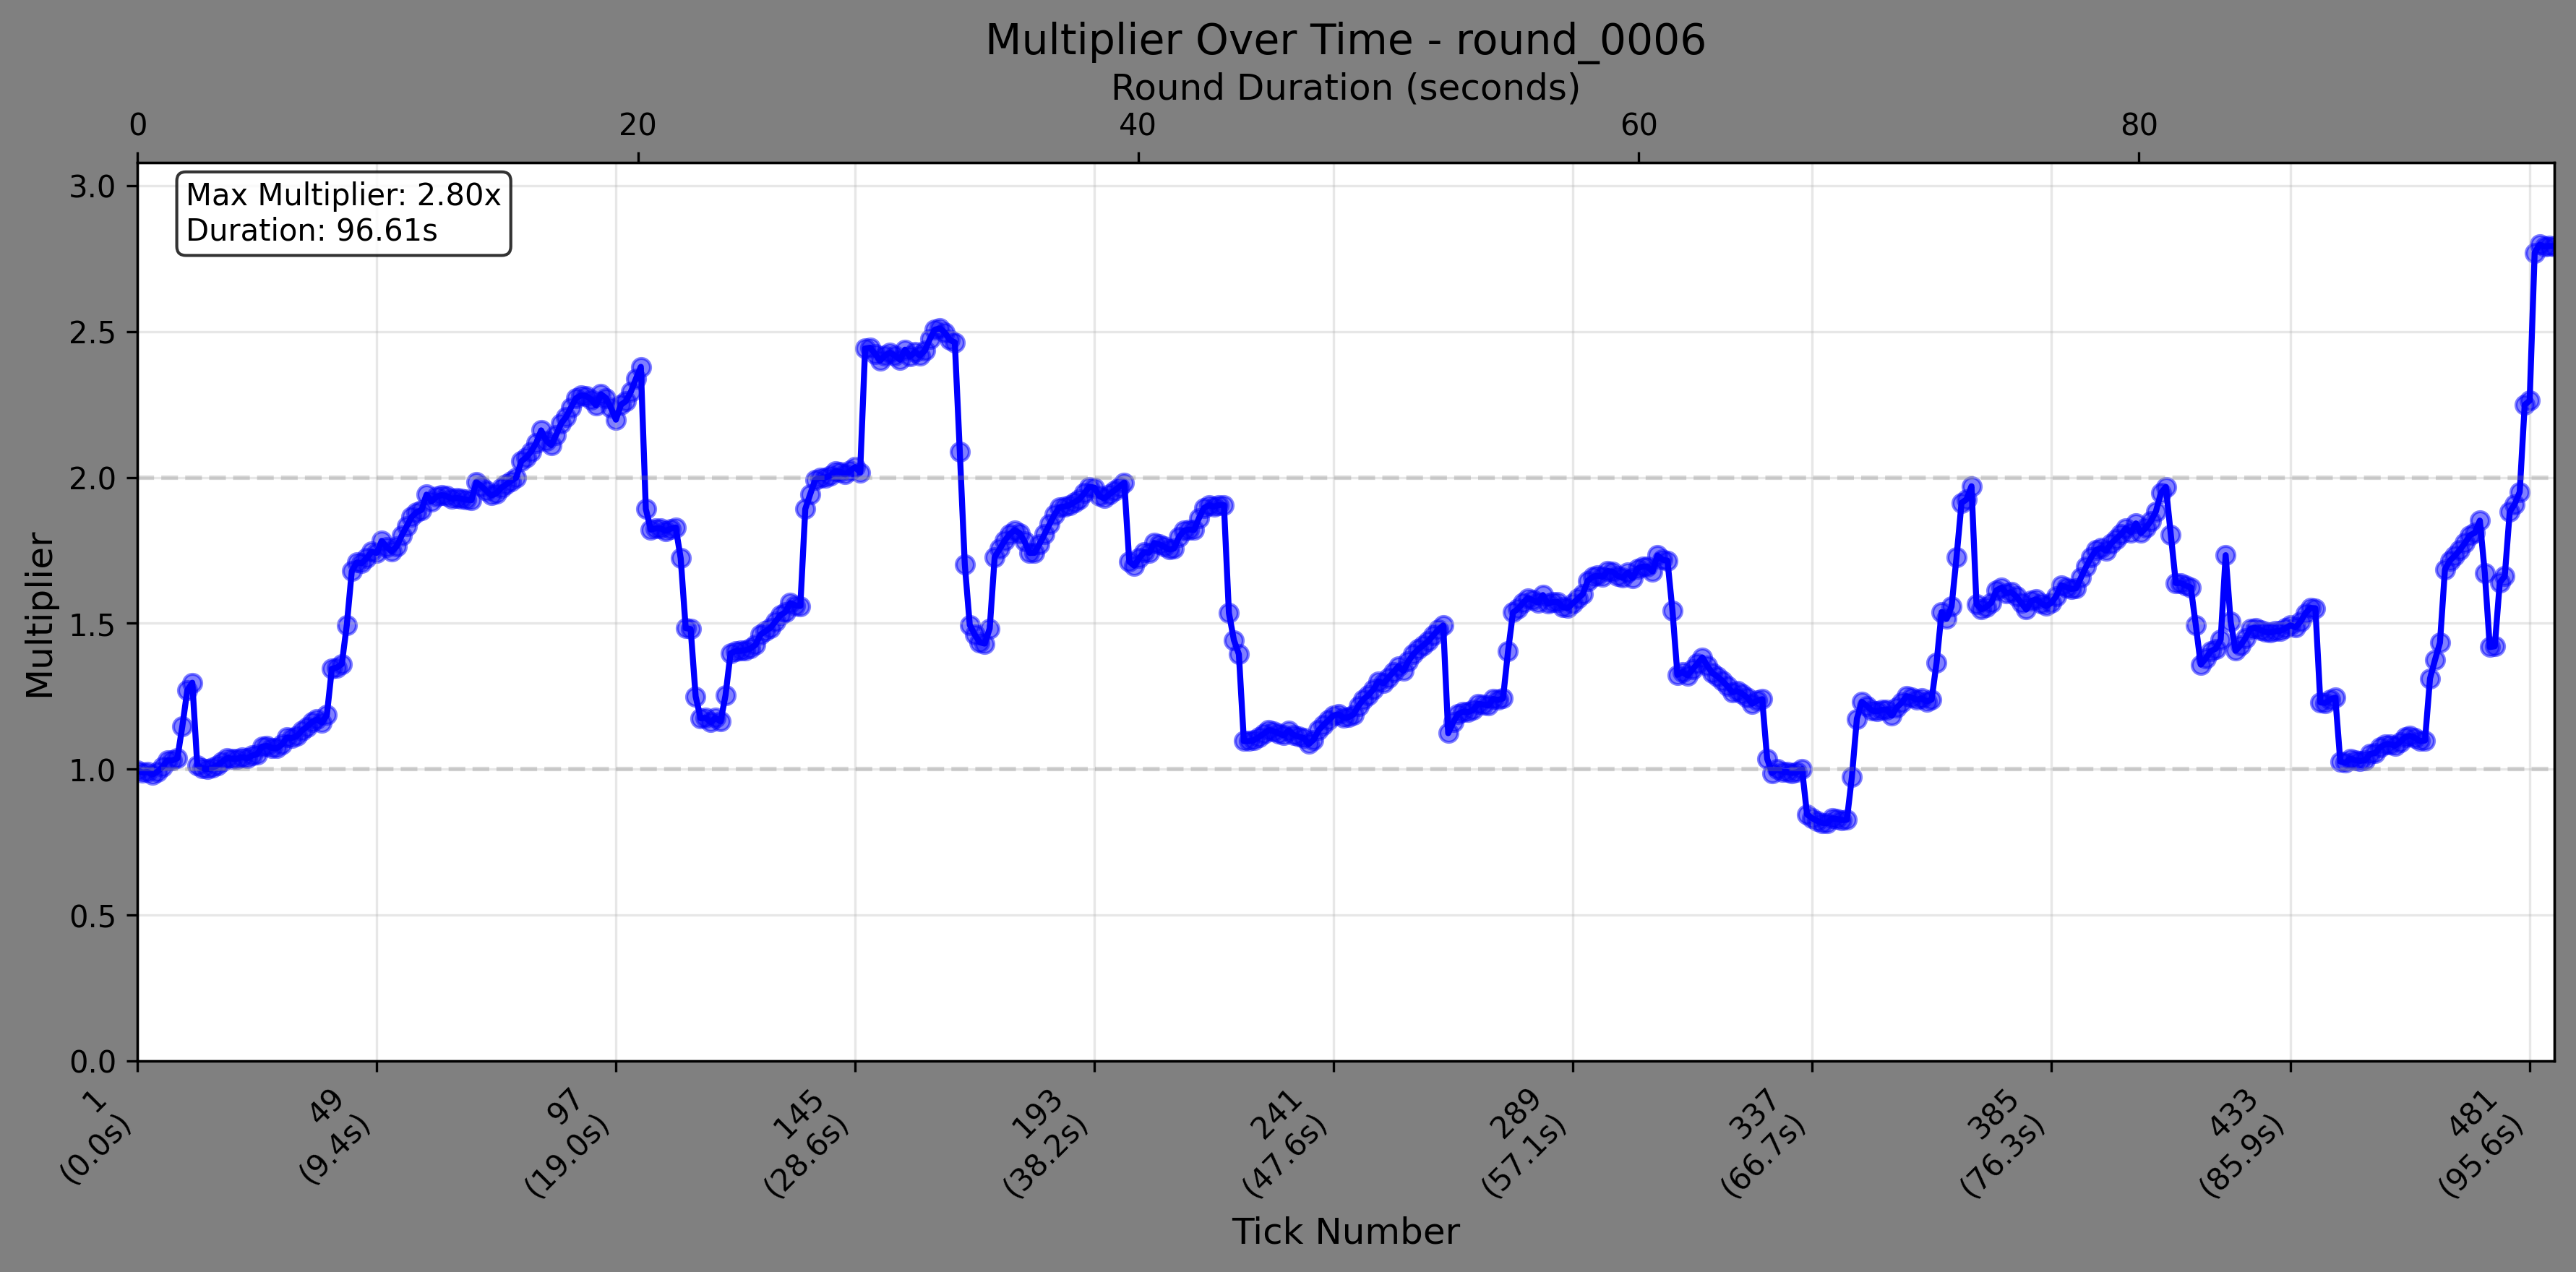 Multiplier Over Time - round_0006
Round Duration (seconds)
0 20 40 60 80
Max Multiplier: 2.80x
Duration: 96.61s
3.0
2.5
2.0
1.5
1.0
0.5
0.0
Multiplier
1
(0.0s)
49
(9.4s)
97
(19.0s)
145
(28.6s)
193
(38.2s)
241
(47.6s)
289
(57.1s)
337
(66.7s)
385
(76.3s)
433
(85.9s)
481
(95.6s)
Tick Number